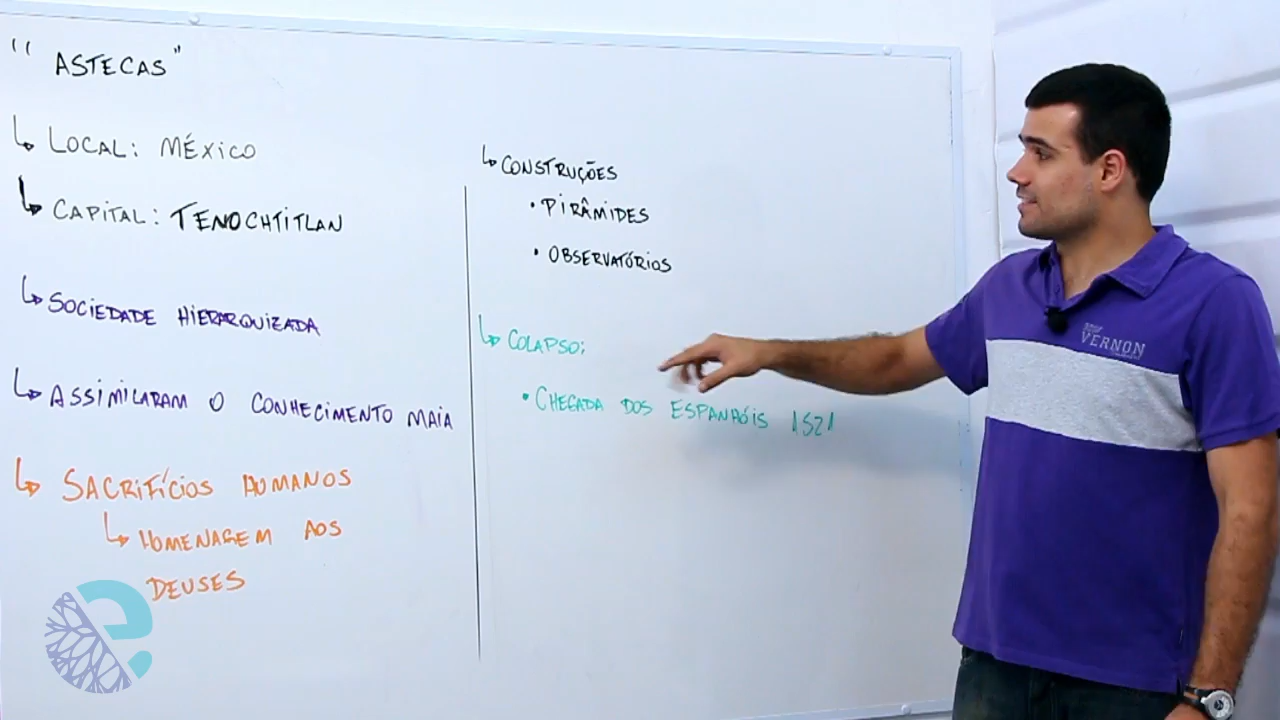 "ASTECAS"
↳ LOCAL: MÉXICO
↳ CAPITAL: TENOCHTITLAN
↳ SOCIEDADE HIERARQUIZADA
↳ ASSIMILARAM O CONHECIMENTO MAIA
↳ SACRIFÍCIOS HUMANOS
↳ HOMENAGEM AOS
DEUSES
↳ CONSTRUÇÕES
• PIRÂMIDES
• OBSERVATÓRIOS
↳ COLAPSO:
• CHEGADA DOS ESPANHÓIS 1521
VERNON